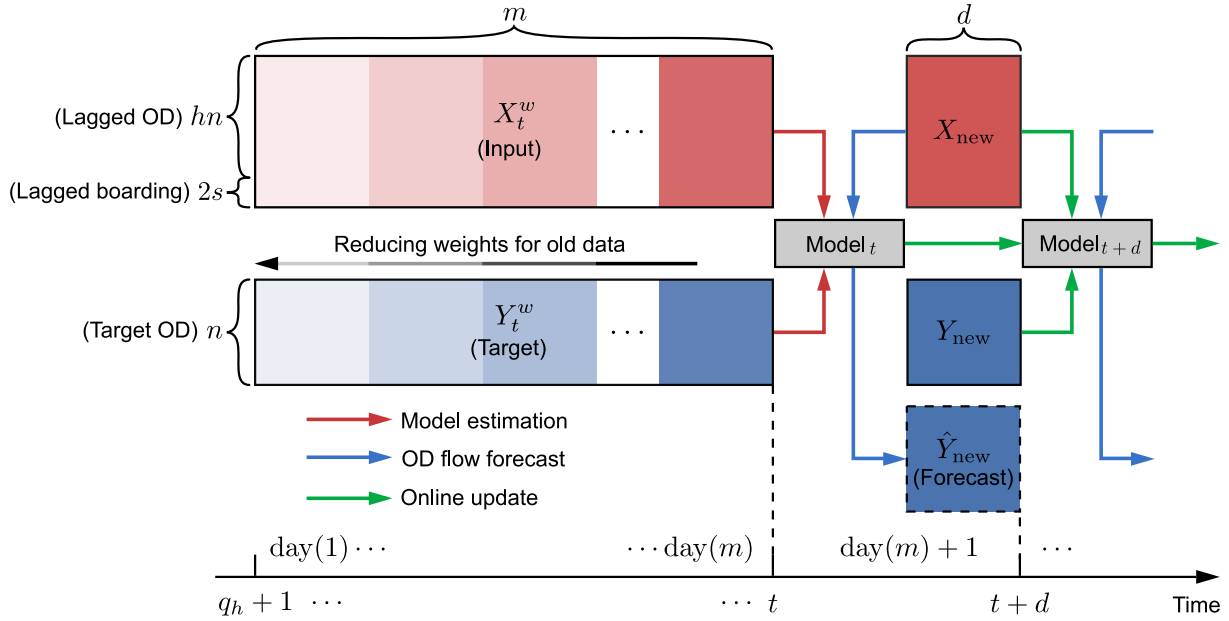 m
d
(Lagged OD) hn
X_t^w
(Input)
···
X_new
(Lagged boarding) 2s
Model_t
Model_{t+d}
Reducing weights for old data
(Target OD) n
Y_t^w
(Target)
···
Y_new
Model estimation
OD flow forecast
Online update
Ŷ_new
(Forecast)
day(1) ···
··· day(m)
day(m) + 1
···
q_h + 1 ···
··· t
t + d
Time